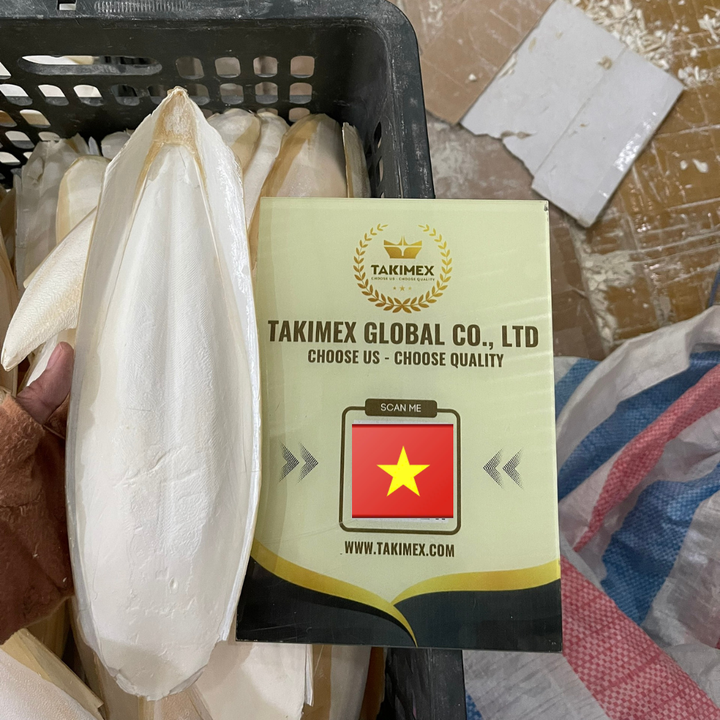 TAKIMEX
CHOOSE US - CHOOSE QUALITY
TAKIMEX GLOBAL CO., LTD
CHOOSE US - CHOOSE QUALITY
SCAN ME
WWW.TAKIMEX.COM